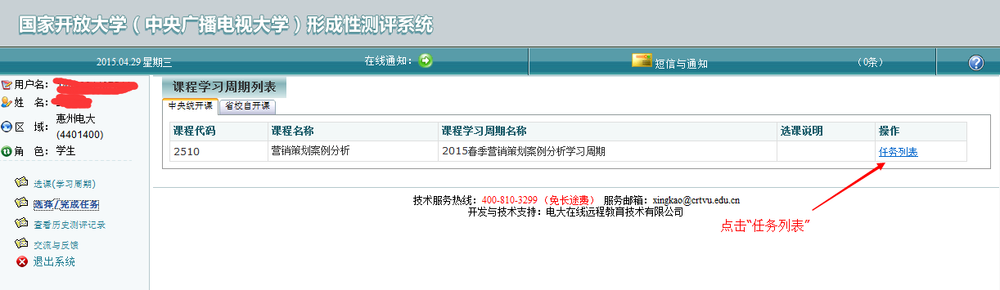 国家开放大学（中央广播电视大学）形成性测评系统
2015.04.29 星期三 在线通知： 短信与通知 （0条）
用户名：
姓 名：
区 域： 惠州电大
(4401400)
角 色： 学生
选课(学习周期)
选择/完成任务
查看历史测评记录
交流与反馈
退出系统
课程学习周期列表
中央统开课 省校自开课
课程代码 课程名称 课程学习周期名称 选课说明 操作
2510 营销策划案例分析 2015春季营销策划案例分析学习周期 任务列表
技术服务热线：400-810-3299（免长途费） 服务邮箱：xingkao@crtvu.edu.cn
开发与技术支持：电大在线远程教育技术有限公司
点击“任务列表”